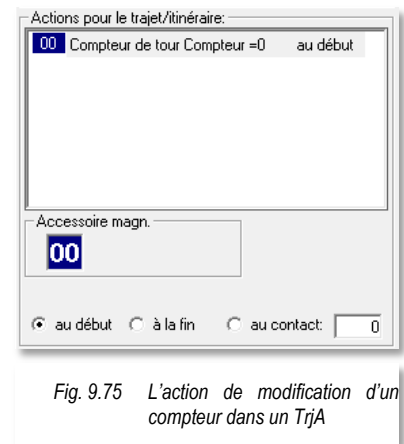 Actions pour le trajet/itinéraire:
00 Compteur de tour Compteur =0 au début
Accessoire magn.
00
au début à la fin au contact: 0
Fig. 9.75 L'action de modification d'un
compteur dans un TrjA